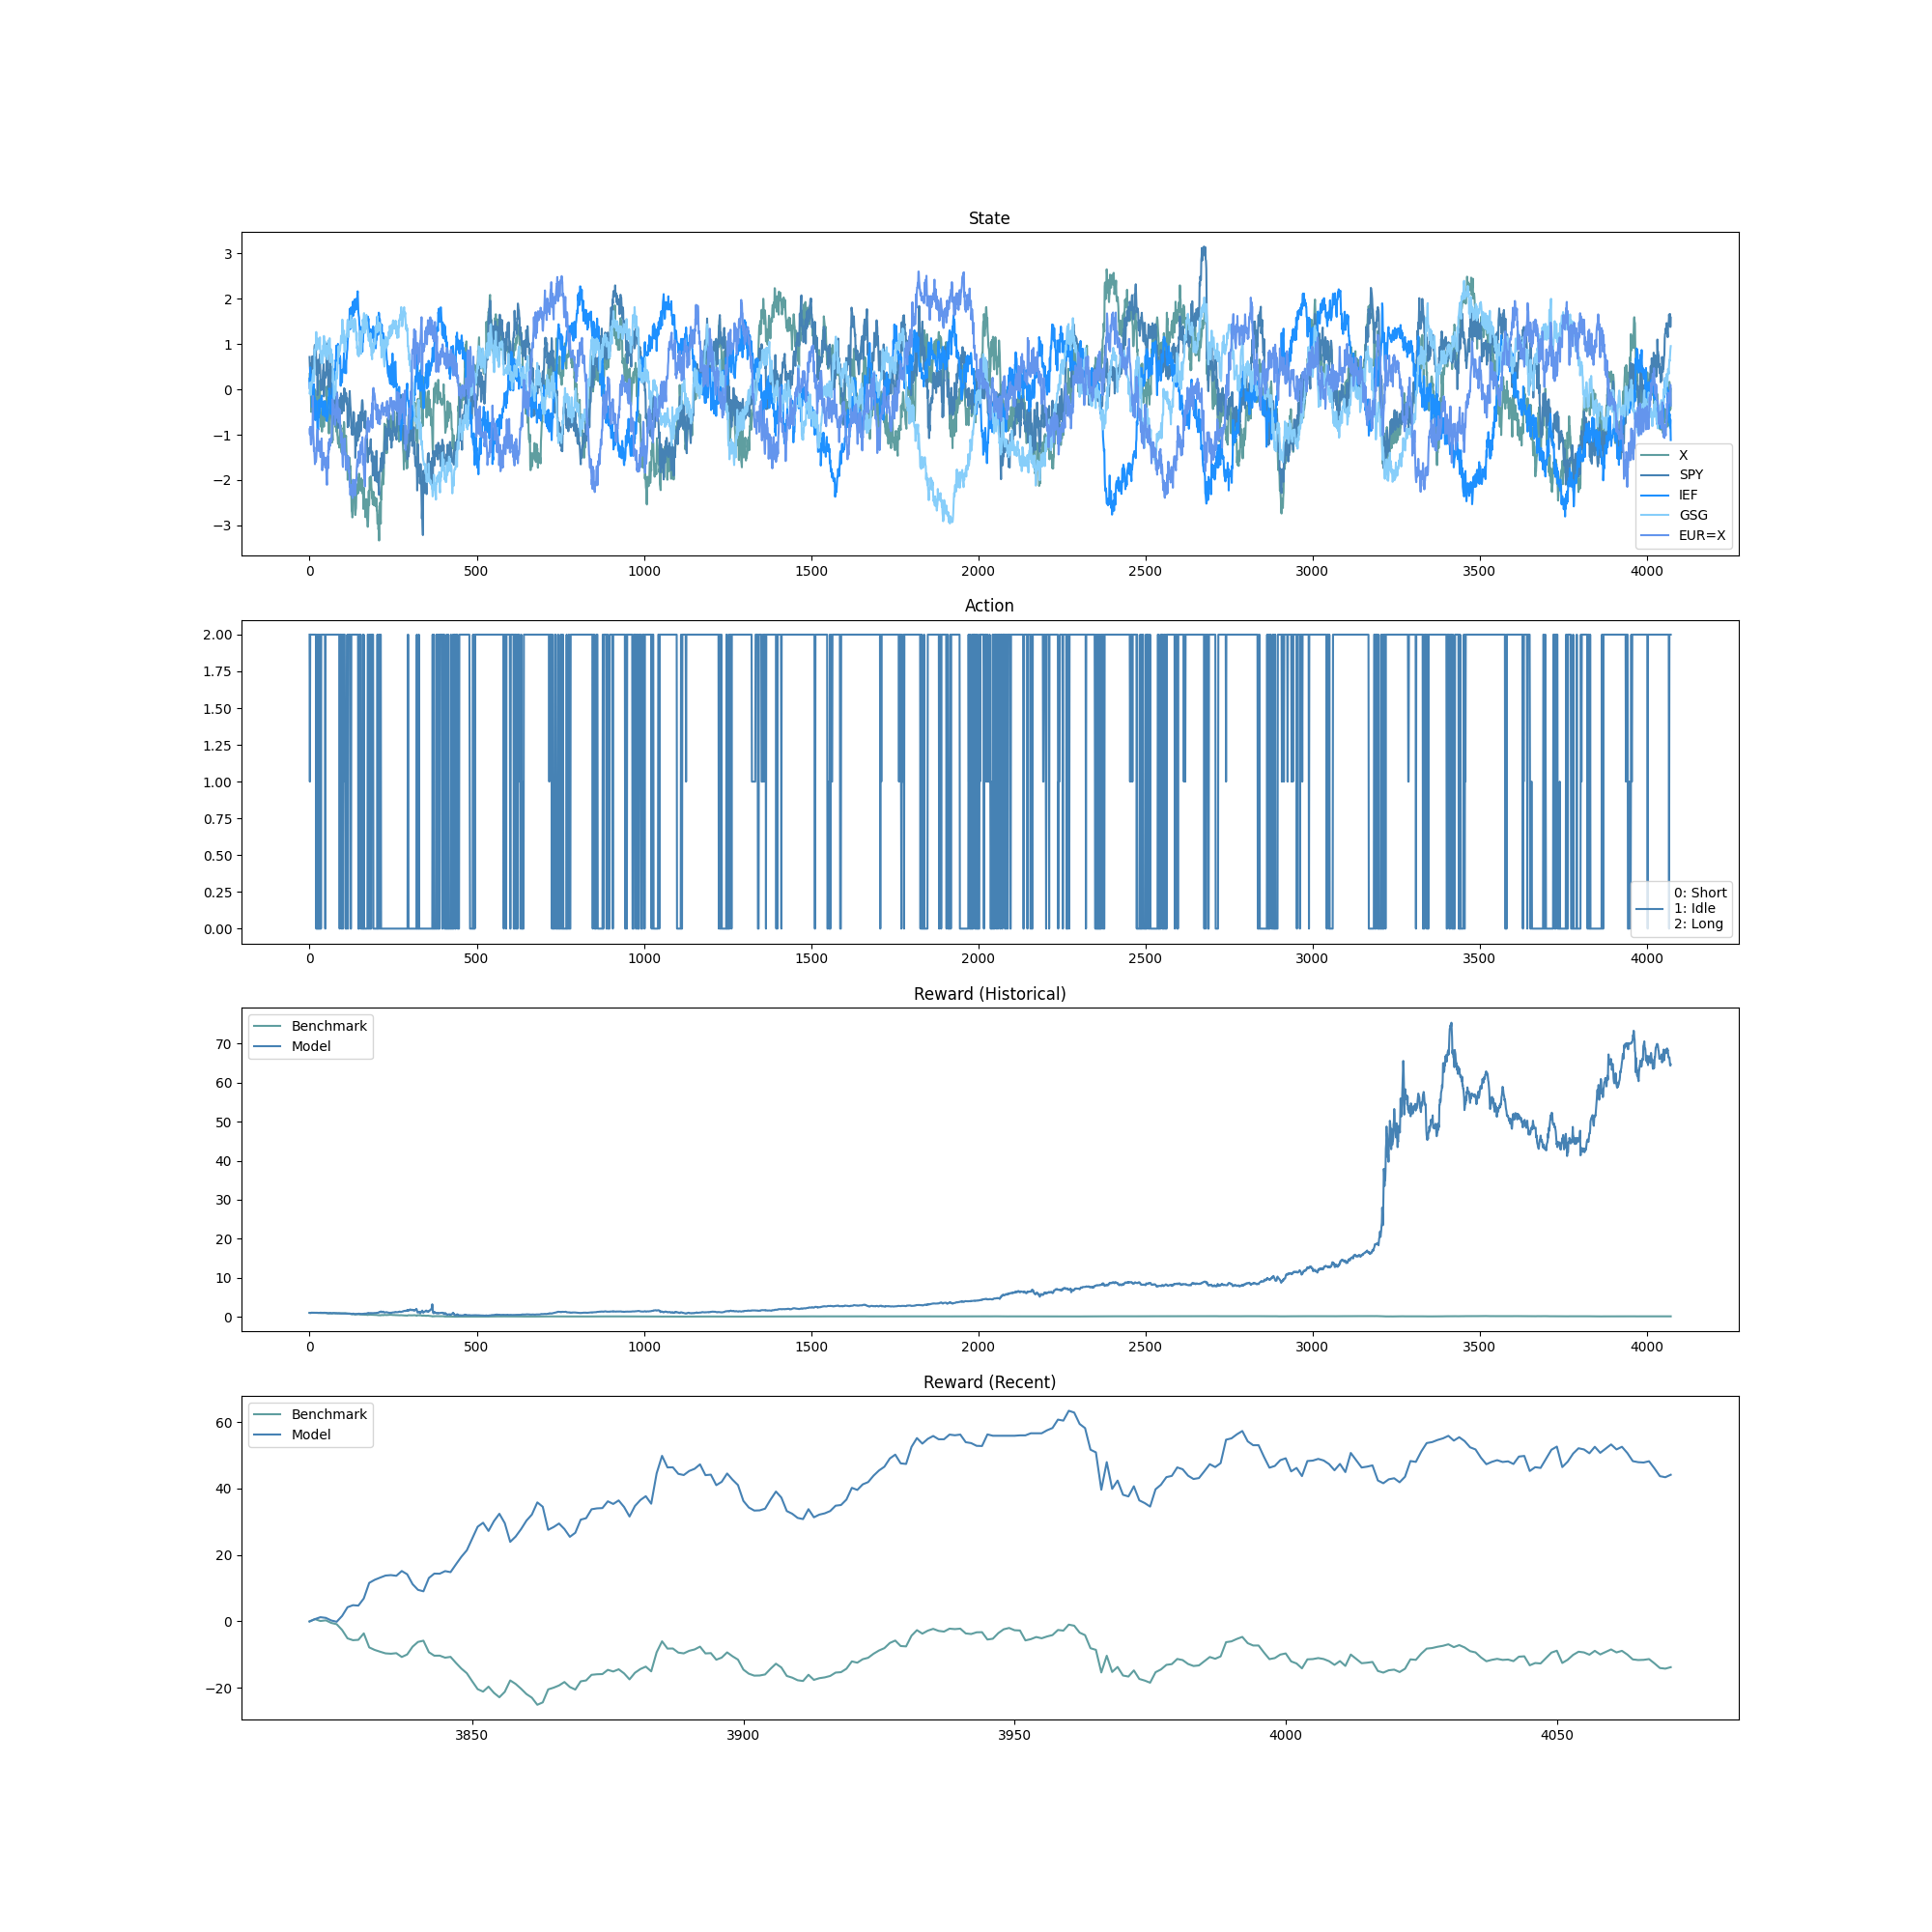 State
3
2
1
0
−1
−2
−3
X
SPY
IEF
GSG
EUR=X
0 500 1000 1500 2000 2500 3000 3500 4000
Action
2.00
1.75
1.50
1.25
1.00
0.75
0.50
0.25
0.00
0: Short
1: Idle
2: Long
0 500 1000 1500 2000 2500 3000 3500 4000
Reward (Historical)
Benchmark
Model
70
60
50
40
30
20
10
0
0 500 1000 1500 2000 2500 3000 3500 4000
Reward (Recent)
Benchmark
Model
60
40
20
0
−20
3850 3900 3950 4000 4050